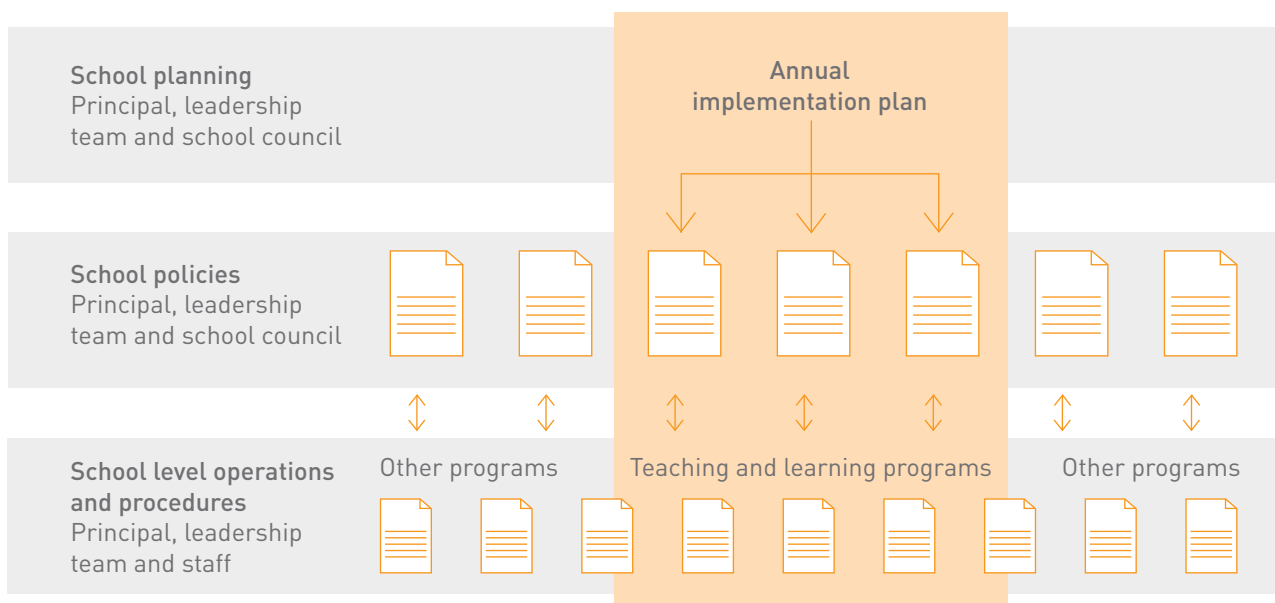 School planning
Principal, leadership
team and school council
Annual
implementation plan
School policies
Principal, leadership
team and school council
School level operations
and procedures
Principal, leadership
team and staff
Other programs
Teaching and learning programs
Other programs